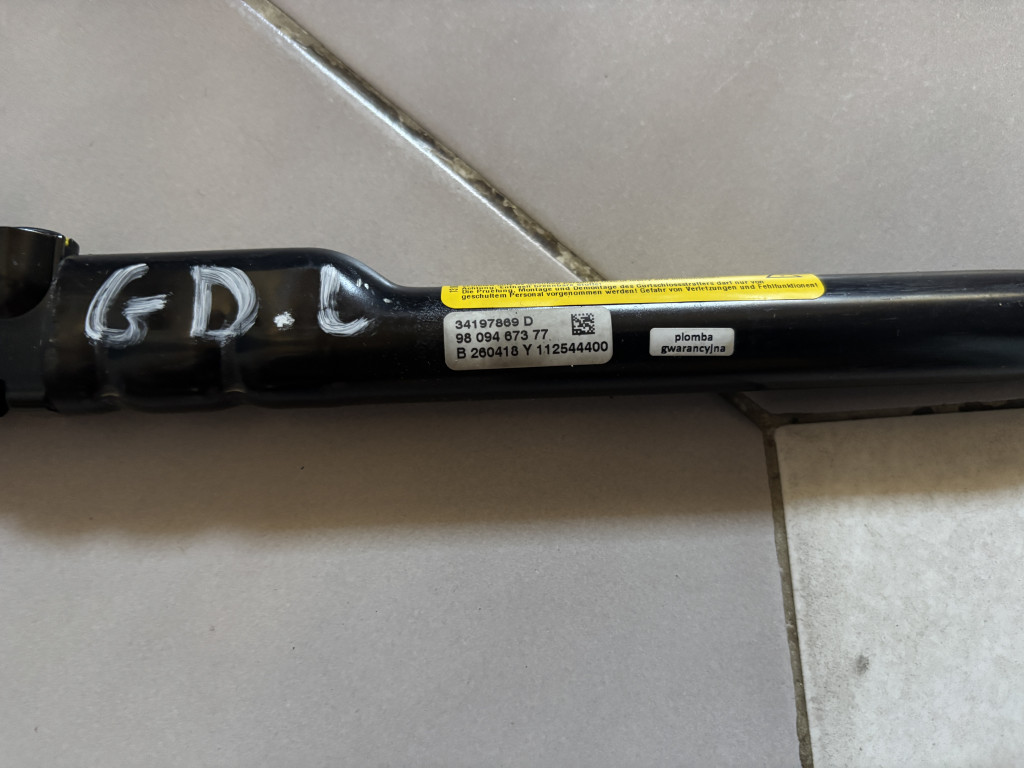 GD.L
Die Prüfung, Montage und Demontage des Gurtschlossstraffers darf nur von
geschultem Personal vorgenommen werden! Gefahr von Verletzungen und Fehlfunktionen!
34197869 D
98 094 673 77
B 260418 Y 112544400
plomba
gwarancyjna